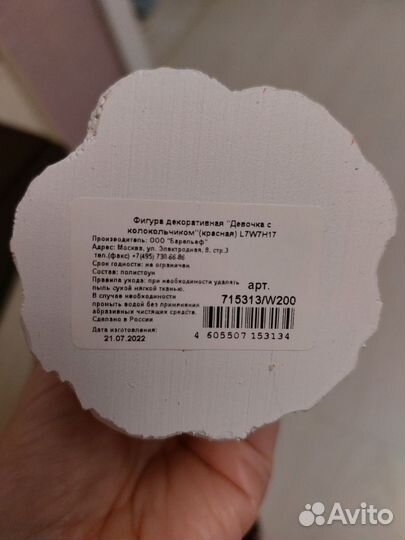 Фигура декоративная "Девочка с
колокольчиком"(красная) L7W7H17
Производитель: ООО "Барельеф"
Адрес: Москва, ул. Электродная, 8, стр.3
тел.(факс) +7(495) 730-66-86
Срок годности: не ограничен
Состав: полистоун
Правила ухода: при необходимости удалять
пыль сухой мягкой тканью.
В случае необходимости
промыть водой без применения
абразивных чистящих средств.
Сделано в России
Дата изготовления:
21.07.2022
арт.
715313/W200
4 605507 153134
Avito